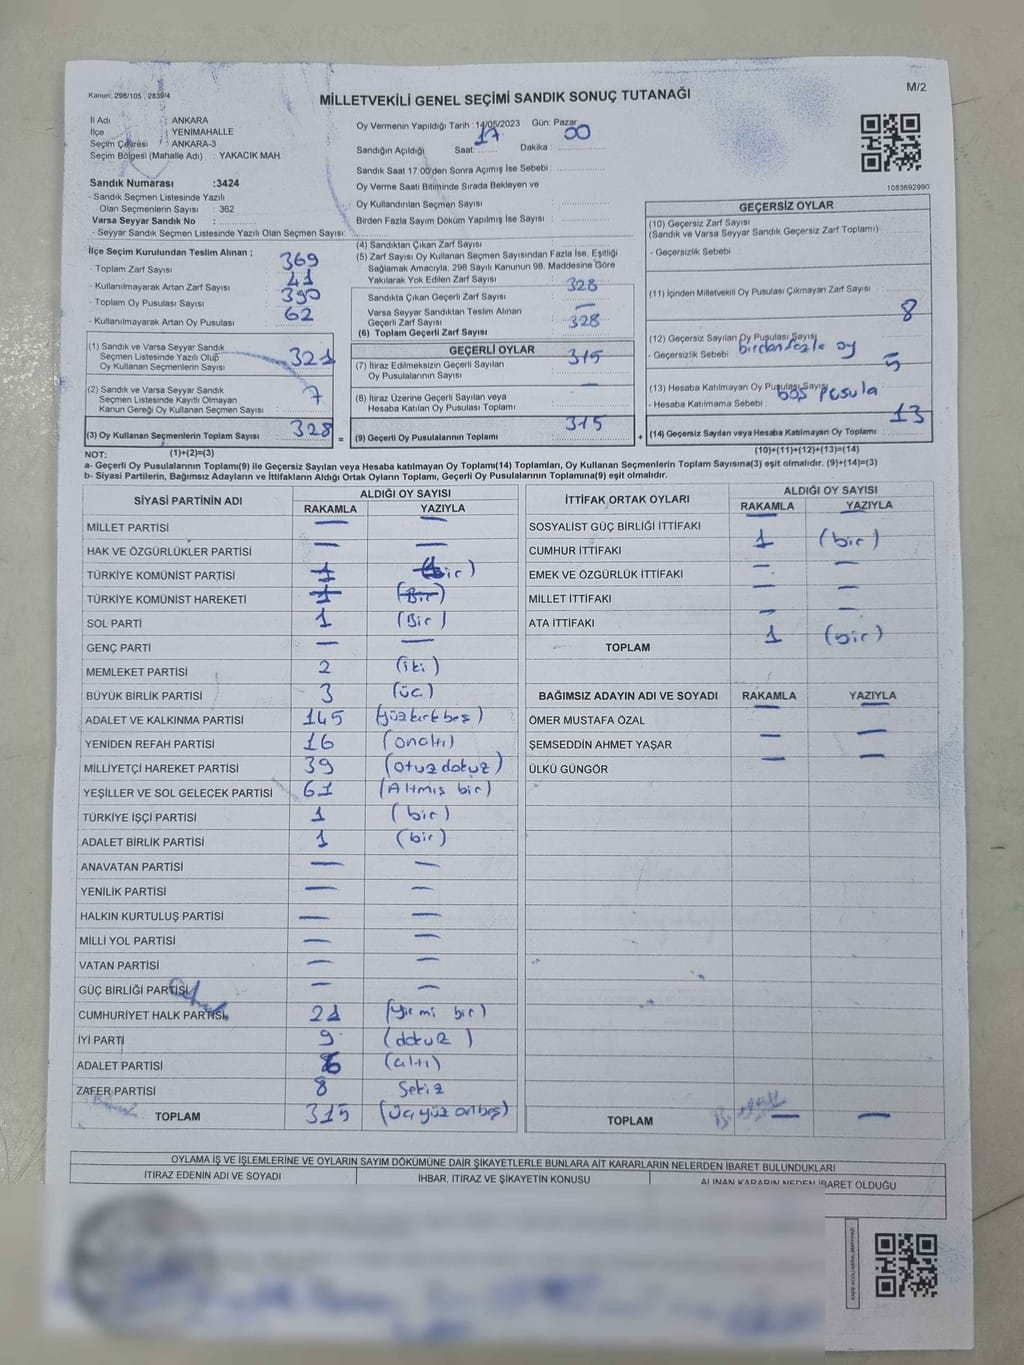 Kanun: 298/105, 2839/4
M/2
MİLLETVEKİLİ GENEL SEÇİMİ SANDIK SONUÇ TUTANAĞI
İl Adı : ANKARA
İlçe : YENİMAHALLE
Seçim Çevresi : ANKARA-3
Seçim Bölgesi (Mahalle Adı) : YAKACIK MAH.
Oy Vermenin Yapıldığı Tarih : 14/05/2023 Gün: Pazar
Sandığın Açıldığı Saat: 17 Dakika : 00
Sandık Saat 17:00'den Sonra Açımış İse Sebebi :
Oy Verme Saati Bitiminde Sırada Bekleyen ve
Oy Kullandırılan Seçmen Sayısı :
Birden Fazla Sayım Döküm Yapılmış İse Sayısı :
1083692990
Sandık Numarası :3424
- Sandık Seçmen Listesinde Yazılı
Olan Seçmenlerin Sayısı : 362
Varsa Seyyar Sandık No :
- Seyyar Sandık Seçmen Listesinde Yazılı Olan Seçmen Sayısı:
İlçe Seçim Kurulundan Teslim Alınan ;
- Toplam Zarf Sayısı : 369
- Kullanılmayarak Artan Zarf Sayısı : 41
- Toplam Oy Pusulası Sayısı : 390
- Kullanılmayarak Artan Oy Pusulası : 62
(1) Sandık ve Varsa Seyyar Sandık
Seçmen Listesinde Yazılı Olup
Oy Kullanan Seçmenlerin Sayısı : 321
(2) Sandık ve Varsa Seyyar Sandık
Seçmen Listesinde Kayıtlı Olmayan
Kanun Gereği Oy Kullanan Seçmen Sayısı : 7
(3) Oy Kullanan Seçmenlerin Toplam Sayısı : 328 =
(4) Sandıktan Çıkan Zarf Sayısı :
(5) Zarf Sayısı Oy Kullanan Seçmen Sayısından Fazla İse, Eşitliği
Sağlamak Amacıyla, 298 Sayılı Kanunun 98. Maddesine Göre
Yakılarak Yok Edilen Zarf Sayısı :
Sandıkta Çıkan Geçerli Zarf Sayısı : 328
Varsa Seyyar Sandıktan Teslim Alınan
Geçerli Zarf Sayısı : —
(6) Toplam Geçerli Zarf Sayısı : 328
GEÇERLİ OYLAR
(7) İtiraz Edilmeksizin Geçerli Sayılan
Oy Pusulalarının Sayısı : 315
(8) İtiraz Üzerine Geçerli Sayılan veya
Hesaba Katılan Oy Pusulası Toplamı : —
(9) Geçerli Oy Pusulalarının Toplamı : 315 +
GEÇERSİZ OYLAR
(10) Geçersiz Zarf Sayısı
(Sandık ve Varsa Seyyar Sandık Geçersiz Zarf Toplamı) :
- Geçersizlik Sebebi :
(11) İçinden Milletvekili Oy Pusulası Çıkmayan Zarf Sayısı :
(12) Geçersiz Sayılan Oy Pusulası Sayısı : 8
- Geçersizlik Sebebi : birden fazla oy
(13) Hesaba Katılmayan Oy Pusulası Sayısı : 5
- Hesaba Katılmama Sebebi : boş pusula
(14) Geçersiz Sayılan veya Hesaba Katılmayan Oy Toplamı : 13
NOT: (1)+(2)=(3)
(10)+(11)+(12)+(13)=(14)
a- Geçerli Oy Pusulalarının Toplamı(9) ile Geçersiz Sayılan veya Hesaba katılmayan Oy Toplamı(14) Toplamları, Oy Kullanan Seçmenlerin Toplam Sayısına(3) eşit olmalıdır. (9)+(14)=(3)
b- Siyasi Partilerin, Bağımsız Adayların ve İttifakların Aldığı Ortak Oyların Toplamı, Geçerli Oy Pusulalarının Toplamına(9) eşit olmalıdır.
SİYASİ PARTİNİN ADI ALDIĞI OY SAYISI
RAKAMLA YAZIYLA
MİLLET PARTİSİ — —
HAK VE ÖZGÜRLÜKLER PARTİSİ — —
TÜRKİYE KOMÜNİST PARTİSİ 1 (Bir)
TÜRKİYE KOMÜNİST HAREKETİ 1 (Bir)
SOL PARTİ 1 (Bir)
GENÇ PARTİ — —
MEMLEKET PARTİSİ 2 (iki)
BÜYÜK BİRLİK PARTİSİ 3 (üç)
ADALET VE KALKINMA PARTİSİ 145 (yüzkırkbeş)
YENİDEN REFAH PARTİSİ 16 (onaltı)
MİLLİYETÇİ HAREKET PARTİSİ 39 (otuzdokuz)
YEŞİLLER VE SOL GELECEK PARTİSİ 61 (Altmış bir)
TÜRKİYE İŞÇİ PARTİSİ 1 (bir)
ADALET BİRLİK PARTİSİ 1 (bir)
ANAVATAN PARTİSİ — —
YENİLİK PARTİSİ — —
HALKIN KURTULUŞ PARTİSİ — —
MİLLİ YOL PARTİSİ — —
VATAN PARTİSİ — —
GÜÇ BİRLİĞİ PARTİSİ — —
CUMHURİYET HALK PARTİSİ 21 (yirmi bir)
İYİ PARTİ 9 (dokuz)
ADALET PARTİSİ 6 (altı)
ZAFER PARTİSİ 8 Sekiz
TOPLAM 315 (Üçyüz onbeş)
İTTİFAK ORTAK OYLARI ALDIĞI OY SAYISI
RAKAMLA YAZIYLA
SOSYALİST GÜÇ BİRLİĞİ İTTİFAKI — —
CUMHUR İTTİFAKI 1 (bir)
EMEK VE ÖZGÜRLÜK İTTİFAKI — —
MİLLET İTTİFAKI — —
ATA İTTİFAKI — —
TOPLAM 1 (bir)
BAĞIMSIZ ADAYIN ADI VE SOYADI RAKAMLA YAZIYLA
ÖMER MUSTAFA ÖZAL — —
ŞEMSEDDİN AHMET YAŞAR — —
ÜLKÜ GÜNGÖR — —
TOPLAM — —
OYLAMA İŞ VE İŞLEMLERİNE VE OYLARIN SAYIM DÖKÜMÜNE DAİR ŞİKAYETLERLE BUNLARA AİT KARARLARIN NELERDEN İBARET BULUNDUKLARI
İTİRAZ EDENİN ADI VE SOYADI İHBAR, İTİRAZ VE ŞİKAYETİN KONUSU ALINAN KARARIN NEDEN İBARET OLDUĞU